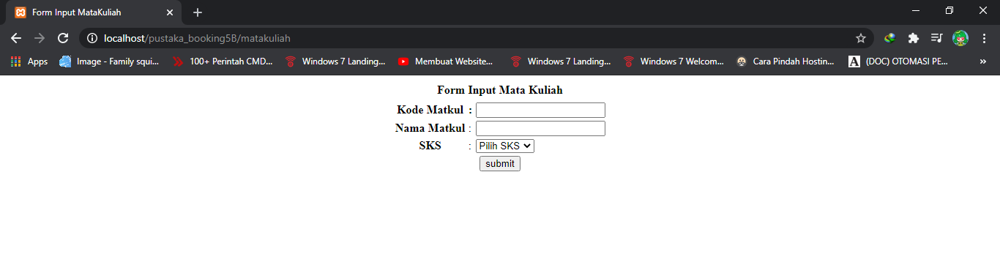 Form Input MataKuliah
localhost/pustaka_booking5B/matakuliah
Apps Image - Family squi... 100+ Perintah CMD... Windows 7 Landing... Membuat Website... Windows 7 Landing... Windows 7 Welcom... Cara Pindah Hostin... A (DOC) OTOMASI PE... »
Form Input Mata Kuliah
Kode Matkul :
Nama Matkul :
SKS : Pilih SKS
submit